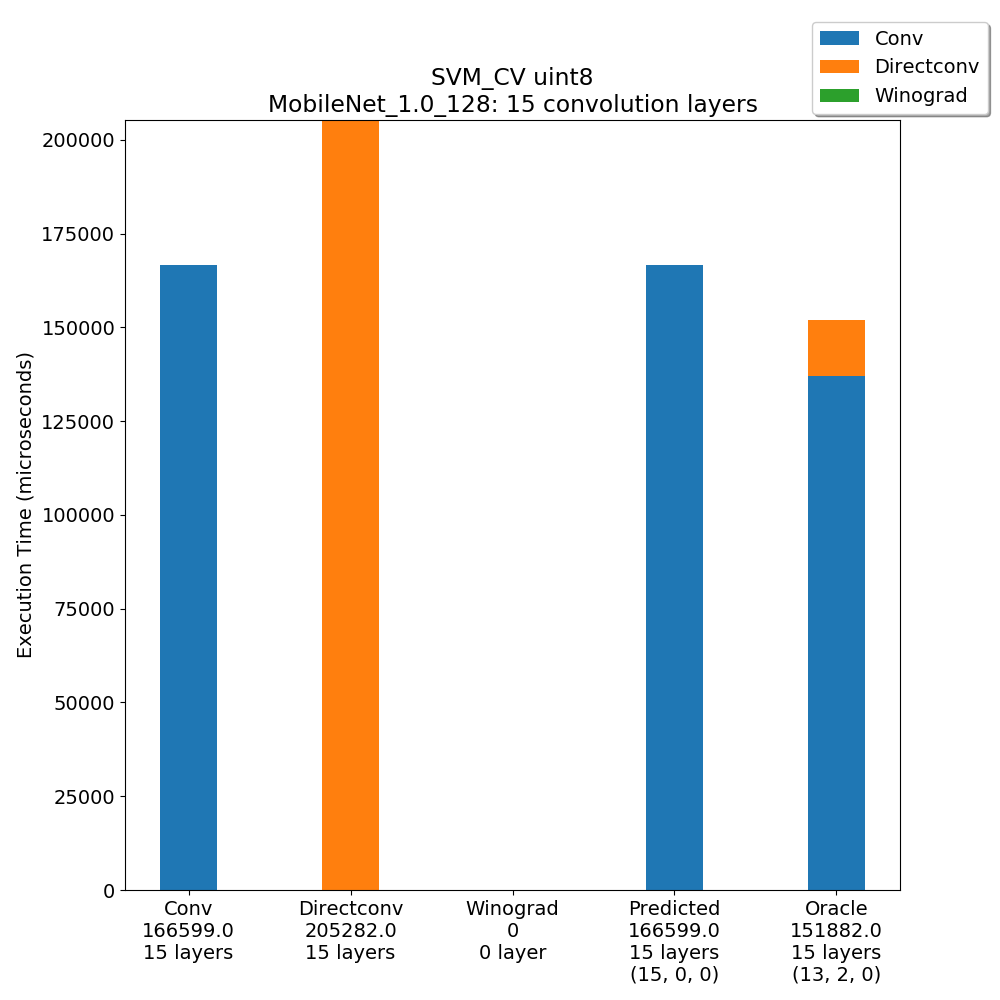 Conv
Directconv
Winograd
SVM_CV uint8
MobileNet_1.0_128: 15 convolution layers
Execution Time (microseconds)
200000
175000
150000
125000
100000
75000
50000
25000
0
Conv Directconv Winograd Predicted Oracle
166599.0 205282.0 0 166599.0 151882.0
15 layers 15 layers 0 layer 15 layers 15 layers
(15, 0, 0) (13, 2, 0)